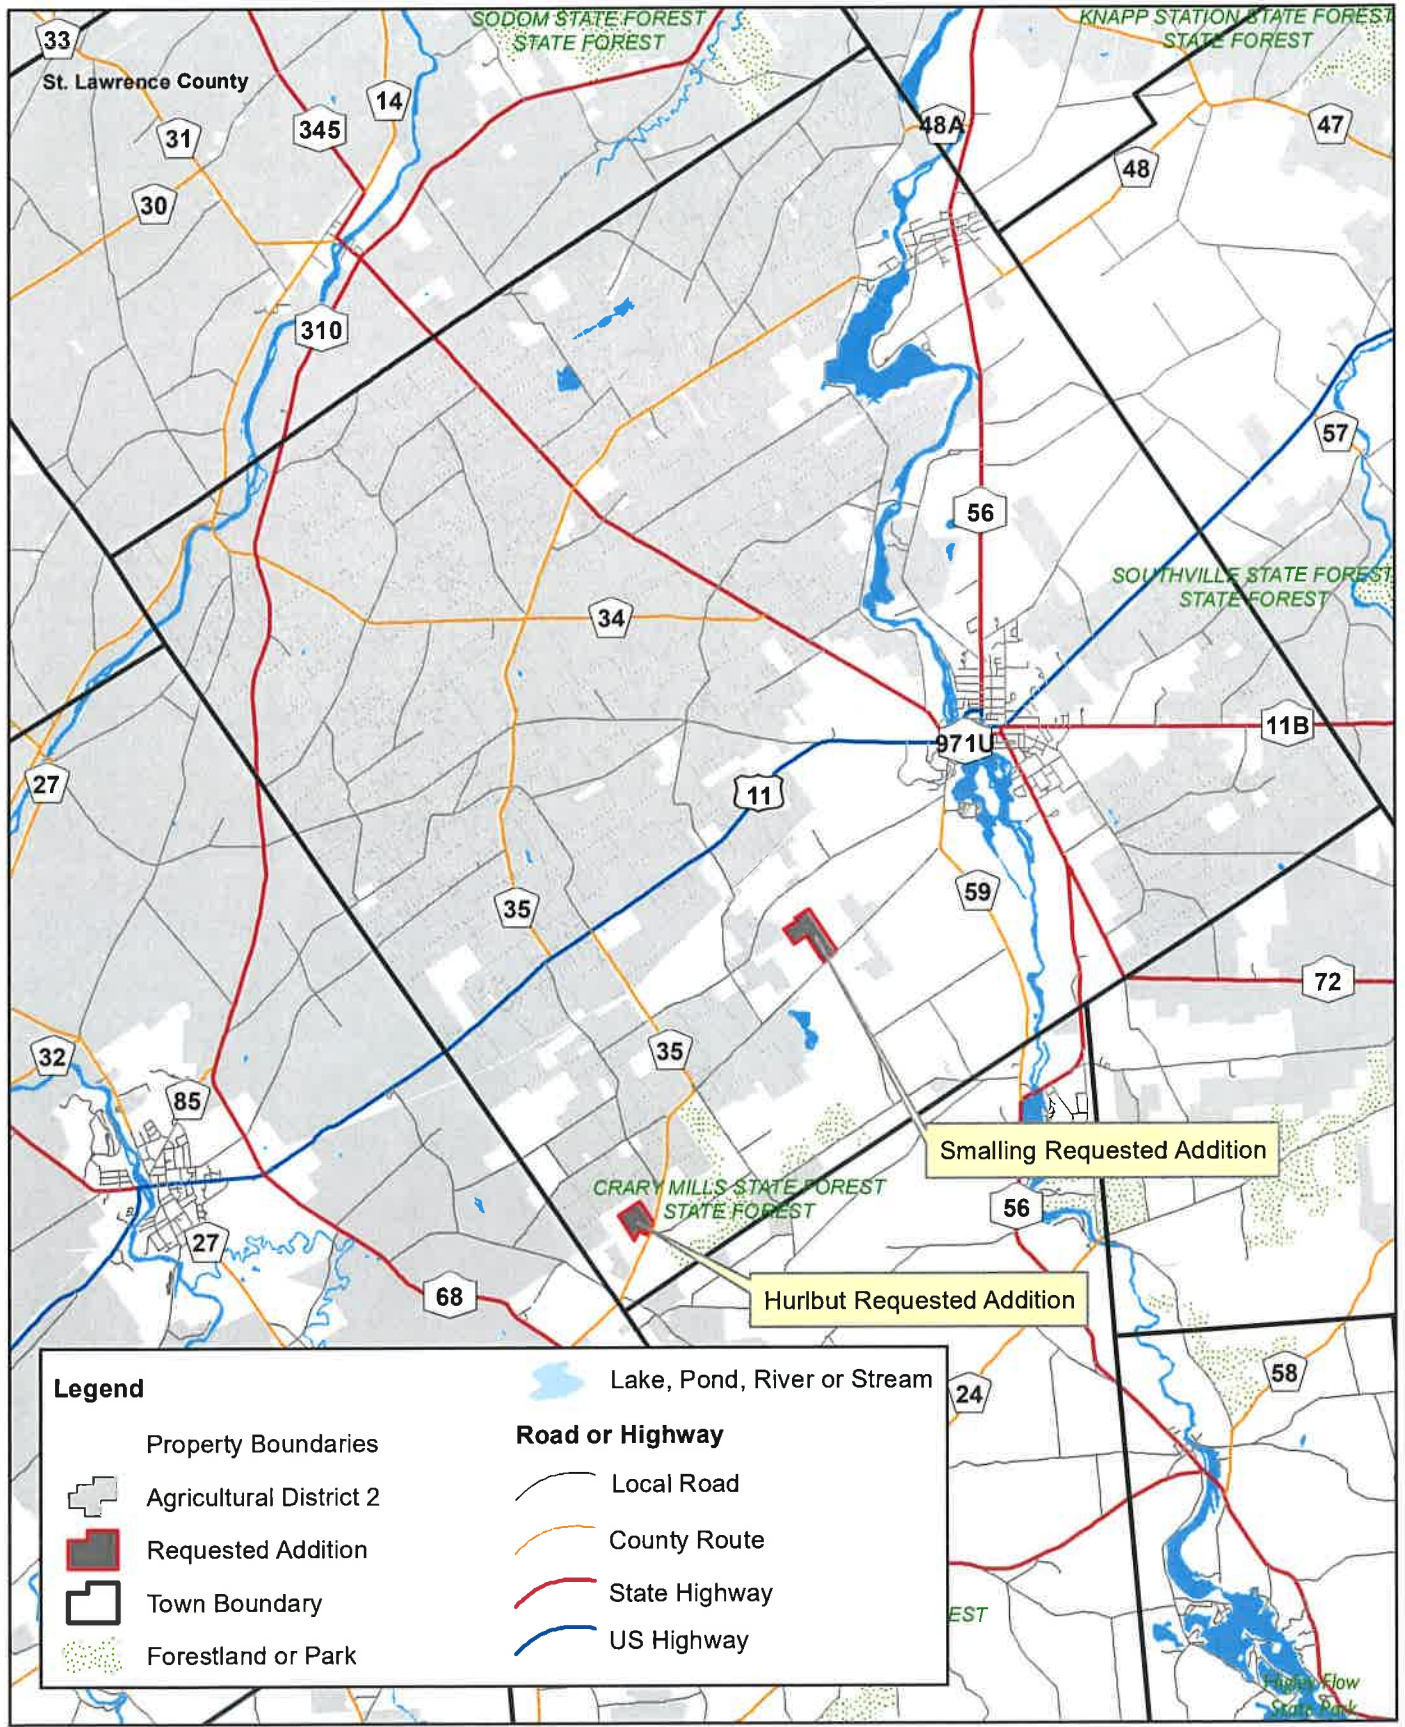 SODOM STATE FOREST
STATE FOREST
KNAPP STATION STATE FOREST
STATE FOREST
33
St. Lawrence County
14
345
31
30
48A
47
48
310
57
56
SOUTHVILLE STATE FOREST
STATE FOREST
34
11B
971U
27
11
59
35
72
35
32
85
Smalling Requested Addition
CRARY MILLS STATE FOREST
STATE FOREST
56
27
68
Hurlbut Requested Addition
58
24
Legend
Property Boundaries
Agricultural District 2
Requested Addition
Town Boundary
Forestland or Park
Lake, Pond, River or Stream
Road or Highway
Local Road
County Route
State Highway
US Highway
EST
Higley Flow
State Park